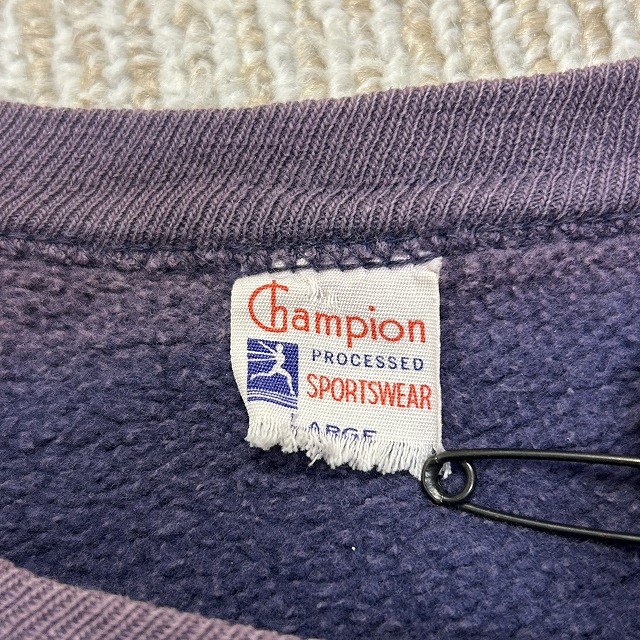 Champion
PROCESSED
SPORTSWEAR
LARGE